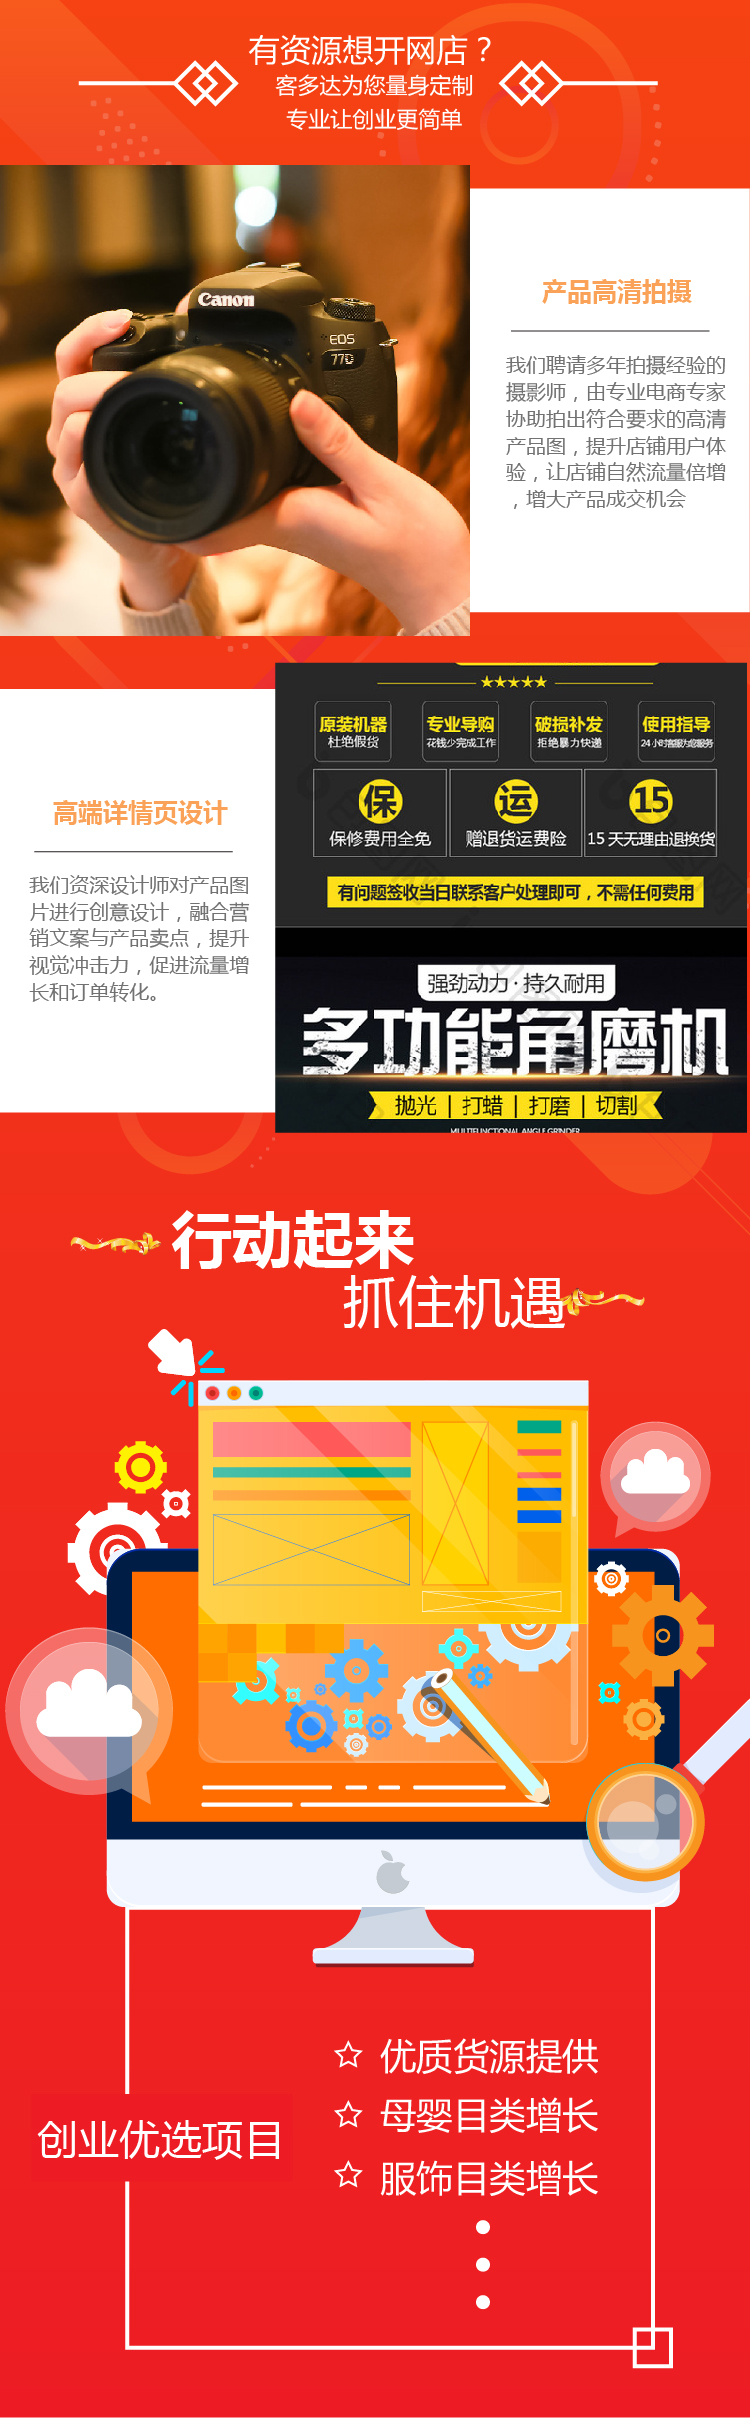 有资源想开网店？
客多达为您量身定制
专业让创业更简单
Canon
EOS
77D
产品高清拍摄
我们聘请多年拍摄经验的
摄影师，由专业电商专家
协助拍出符合要求的高清
产品图，提升店铺用户体
验，让店铺自然流量倍增
，增大产品成交机会
高端详情页设计
我们资深设计师对产品图
片进行创意设计，融合营
销文案与产品卖点，提升
视觉冲击力，促进流量增
长和订单转化。
原装机器 专业导购 破损补发 使用指导
杜绝假货 花钱少完成工作 拒绝暴力快递 24小时客服为您服务
保 运 15
保修费用全免 赠退货运费险 15天无理由退换货
有问题签收当日联系客户处理即可，不需任何费用
强劲动力·持久耐用
多功能角磨机
抛光 | 打蜡 | 打磨 | 切割
MULTIFUNCTIONAL ANGLE GRINDER
行动起来
抓住机遇
优质货源提供
母婴目类增长
创业优选项目
服饰目类增长